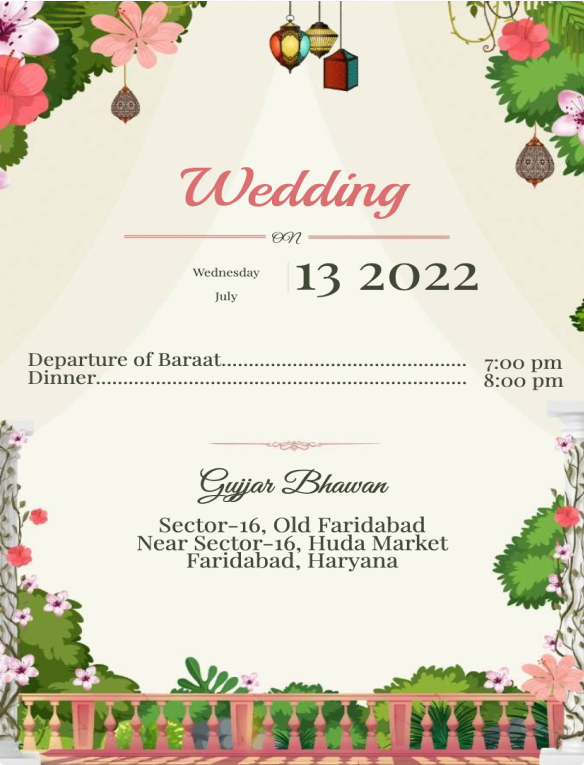 Wedding
ON
Wednesday
July
13 2022
Departure of Baraat.................................................... 7:00 pm
Dinner................................................................................ 8:00 pm
Gujjar Bhawan
Sector-16, Old Faridabad
Near Sector-16, Huda Market
Faridabad, Haryana